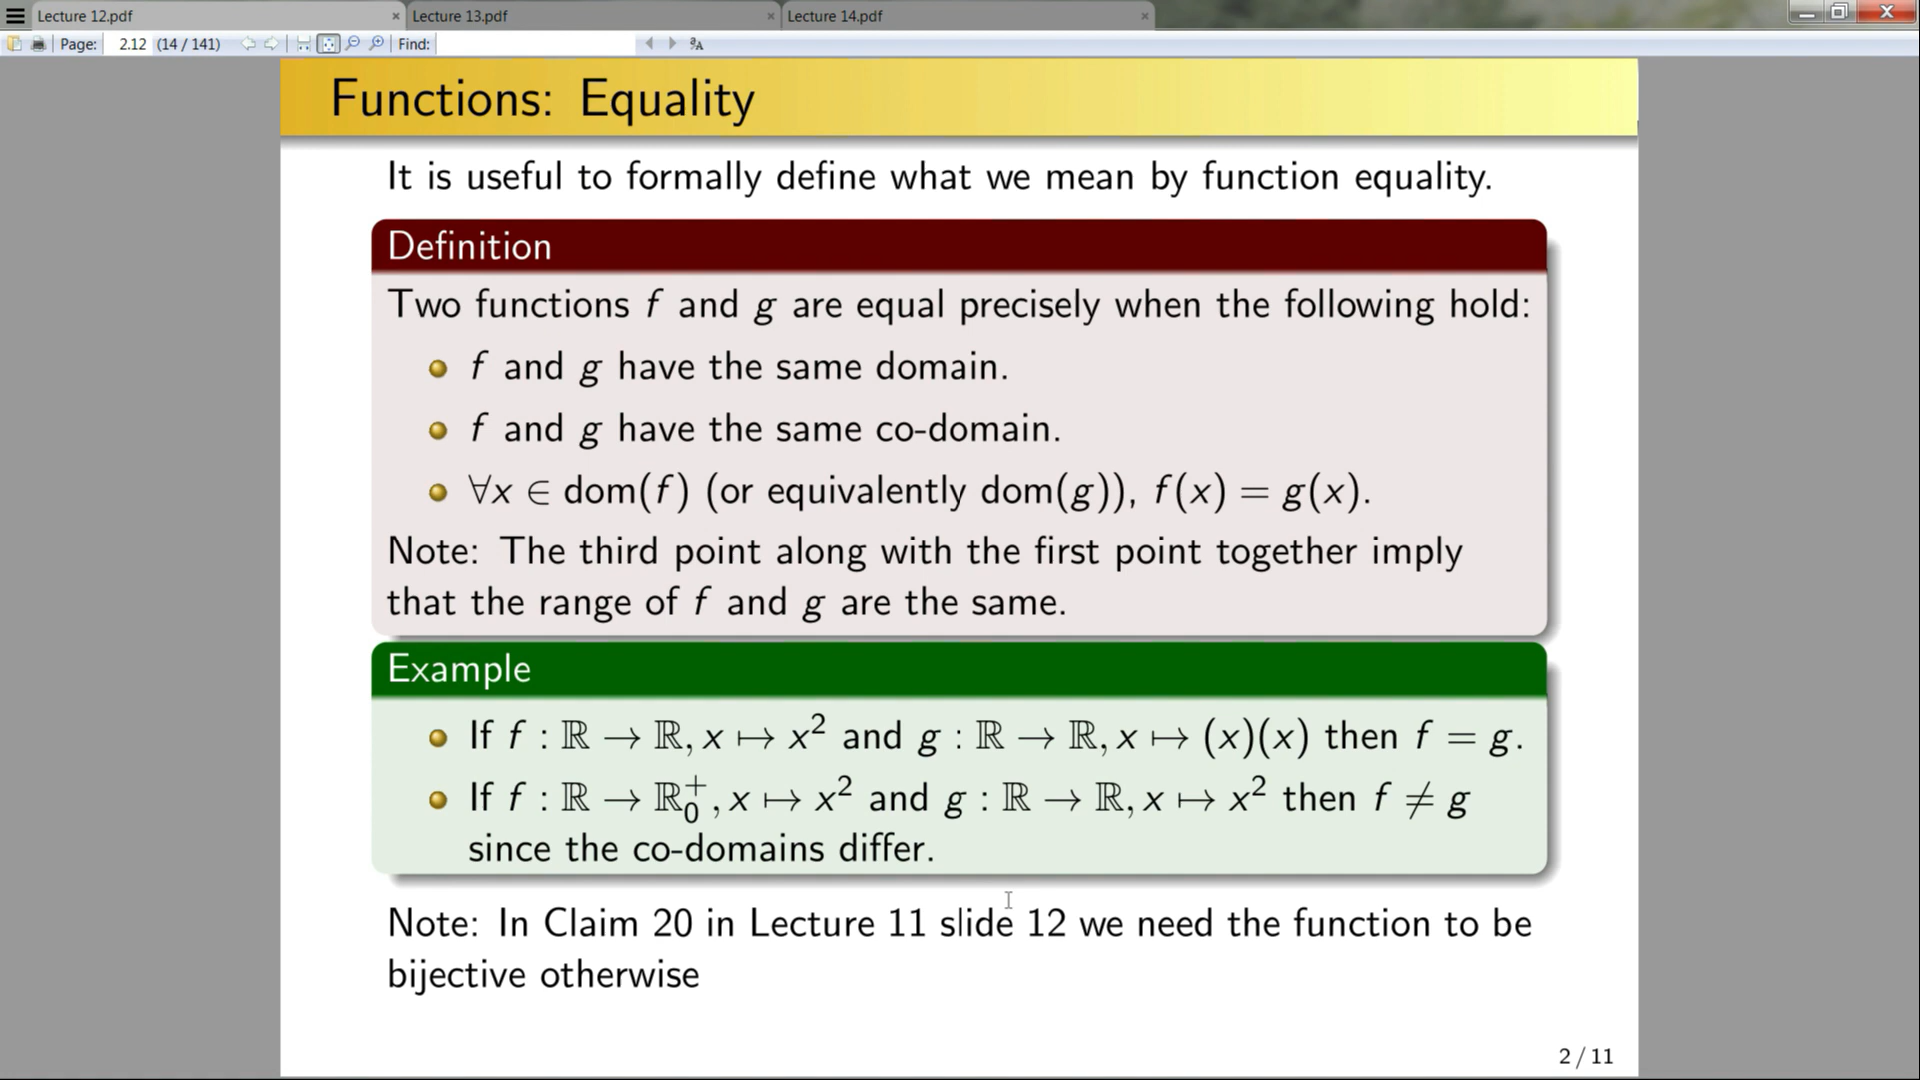 Lecture 12.pdf × Lecture 13.pdf × Lecture 14.pdf ×
Page: 2.12 (14 / 141) Find:
Functions: Equality
It is useful to formally define what we mean by function equality.
Definition
Two functions f and g are equal precisely when the following hold:
f and g have the same domain.
f and g have the same co-domain.
∀x ∈ dom(f) (or equivalently dom(g)), f(x) = g(x).
Note: The third point along with the first point together imply
that the range of f and g are the same.
Example
If f : ℝ → ℝ, x ↦ x² and g : ℝ → ℝ, x ↦ (x)(x) then f = g.
If f : ℝ → ℝ₀⁺, x ↦ x² and g : ℝ → ℝ, x ↦ x² then f ≠ g
since the co-domains differ.
Note: In Claim 20 in Lecture 11 slide 12 we need the function to be
bijective otherwise
2 / 11